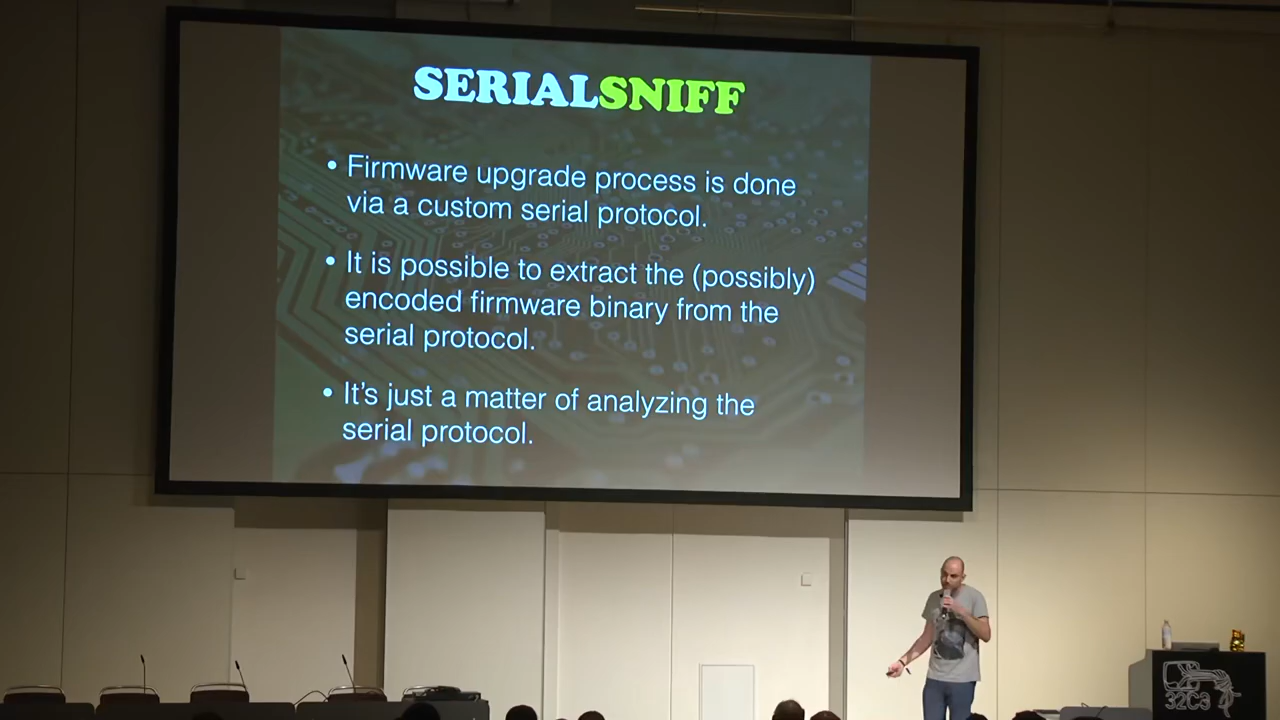 SERIALSNIFF
• Firmware upgrade process is done
via a custom serial protocol.
• It is possible to extract the (possibly)
encoded firmware binary from the
serial protocol.
• It's just a matter of analyzing the
serial protocol.
32C3